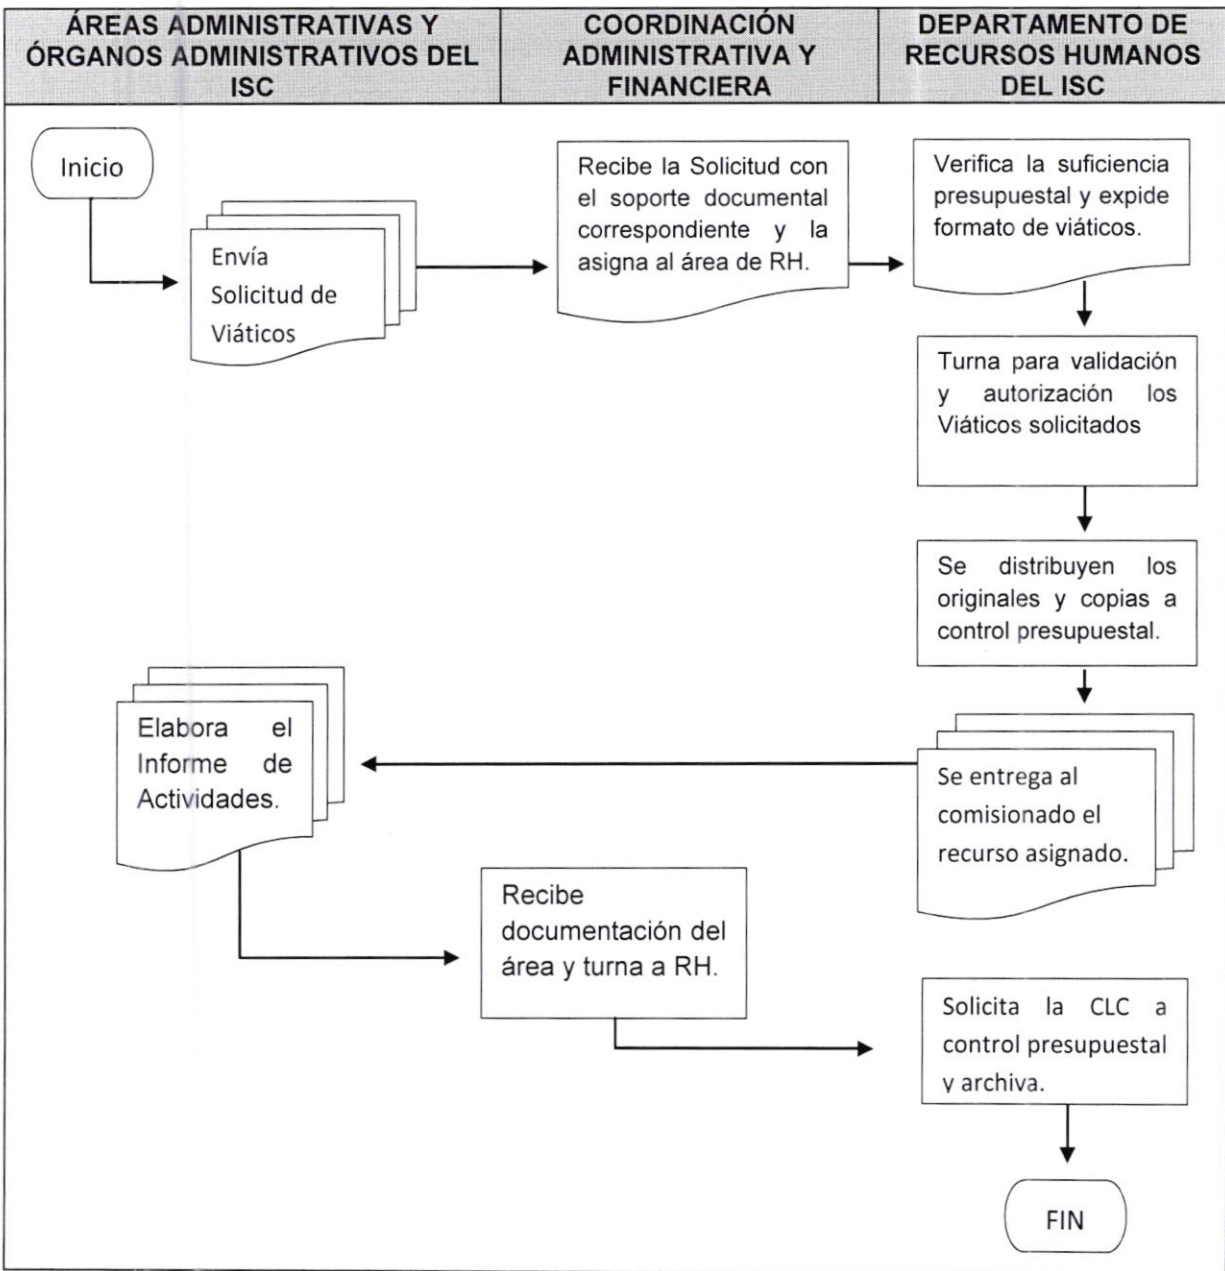 ÁREAS ADMINISTRATIVAS Y
ÓRGANOS ADMINISTRATIVOS DEL
ISC
COORDINACIÓN
ADMINISTRATIVA Y
FINANCIERA
DEPARTAMENTO DE
RECURSOS HUMANOS
DEL ISC
Inicio
Envía
Solicitud de
Viáticos
Recibe la Solicitud con
el soporte documental
correspondiente y la
asigna al área de RH.
Verifica la suficiencia
presupuestal y expide
formato de viáticos.
Turna para validación
y autorización los
Viáticos solicitados
Se distribuyen los
originales y copias a
control presupuestal.
Se entrega al
comisionado el
recurso asignado.
Elabora el
Informe de
Actividades.
Recibe
documentación del
área y turna a RH.
Solicita la CLC a
control presupuestal
y archiva.
FIN